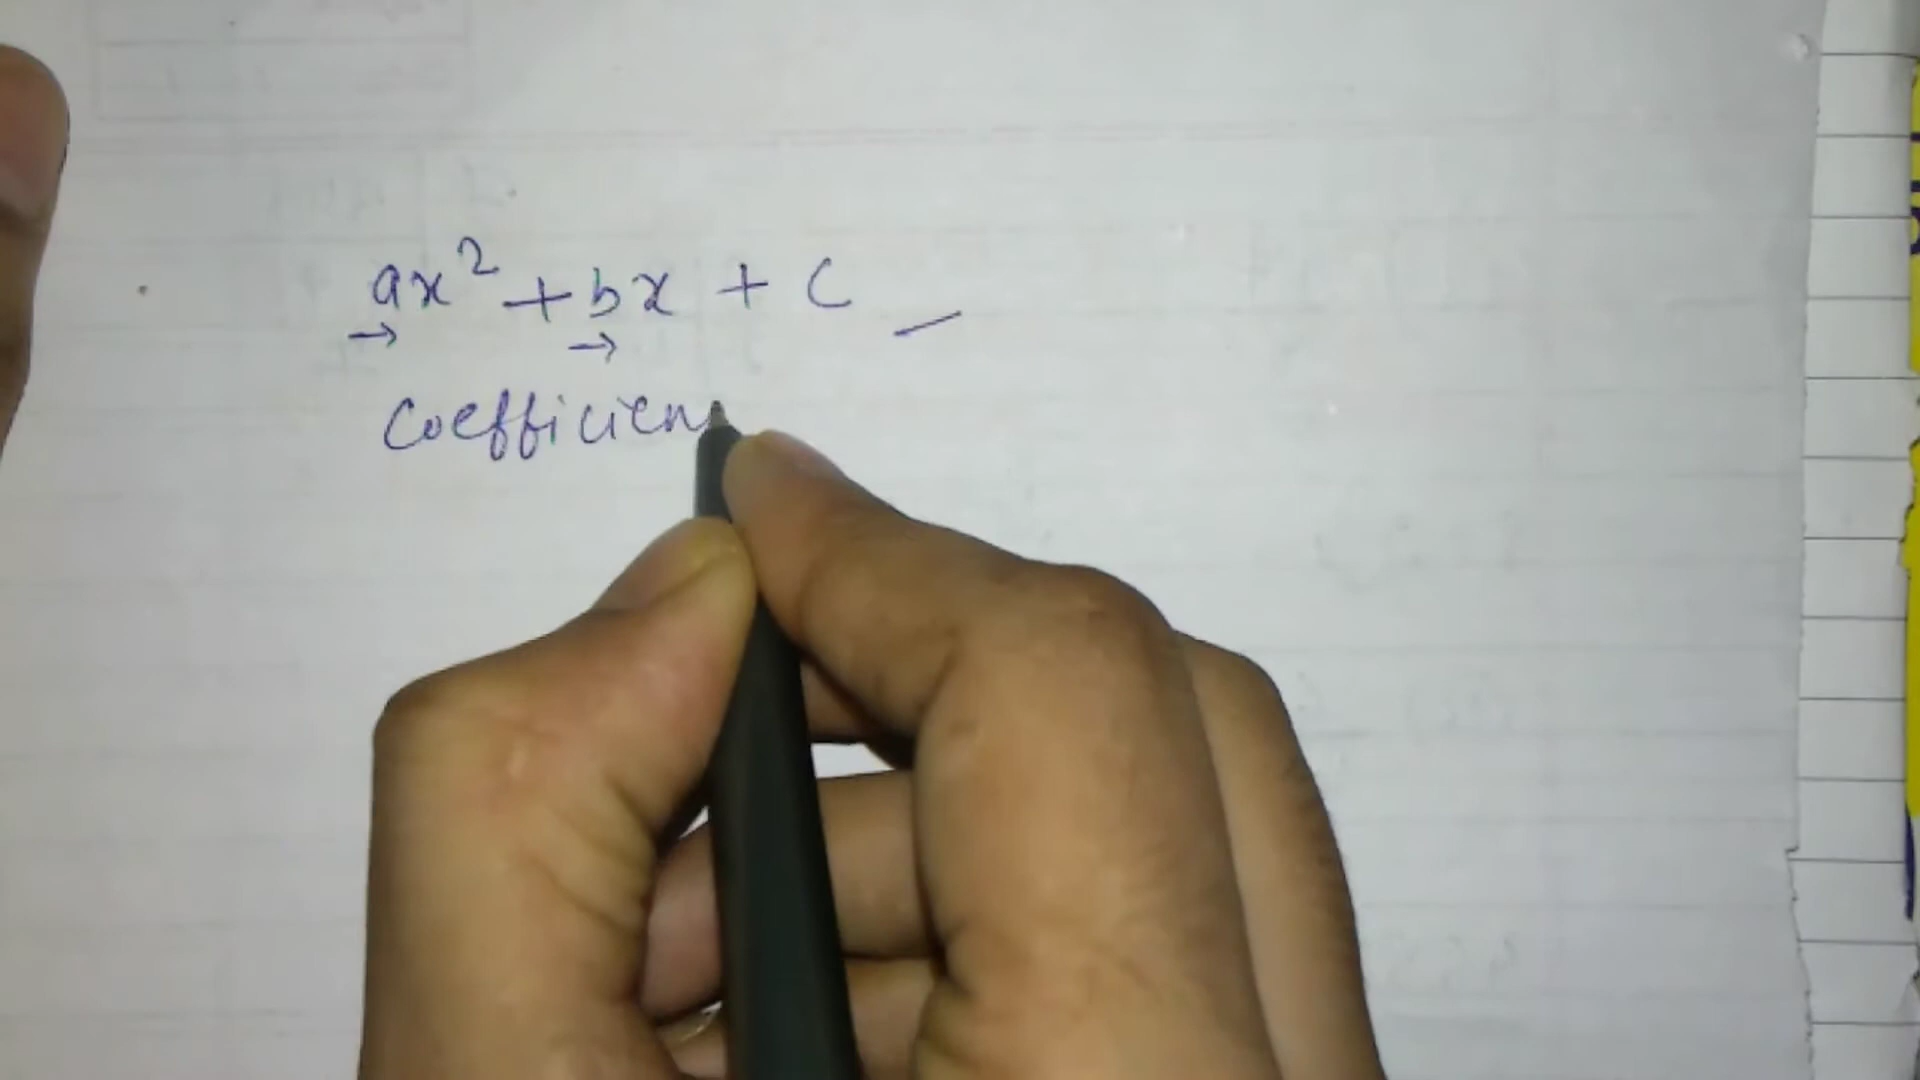 ax² + bx + c
→ →
Coefficien